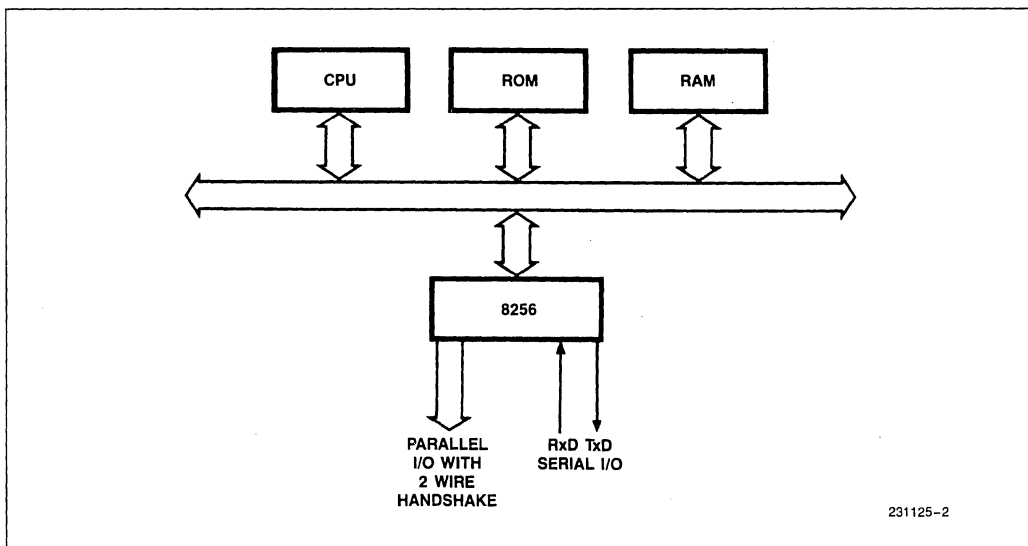 CPU
ROM
RAM
8256
PARALLEL
I/O WITH
2 WIRE
HANDSHAKE
RxD TxD
SERIAL I/O
231125-2